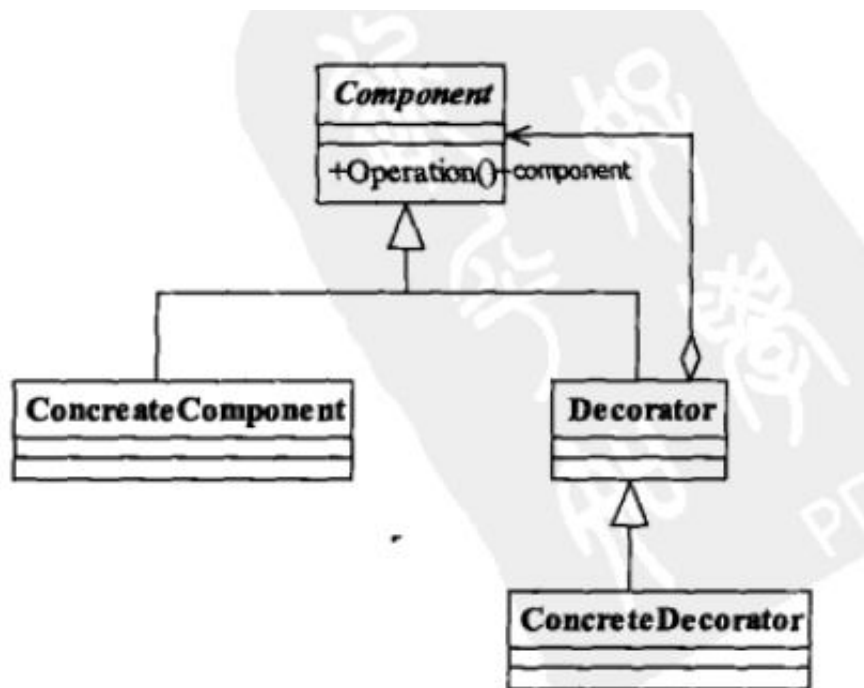 Component
+Operation()
-component
ConcreateComponent
Decorator
ConcreteDecorator